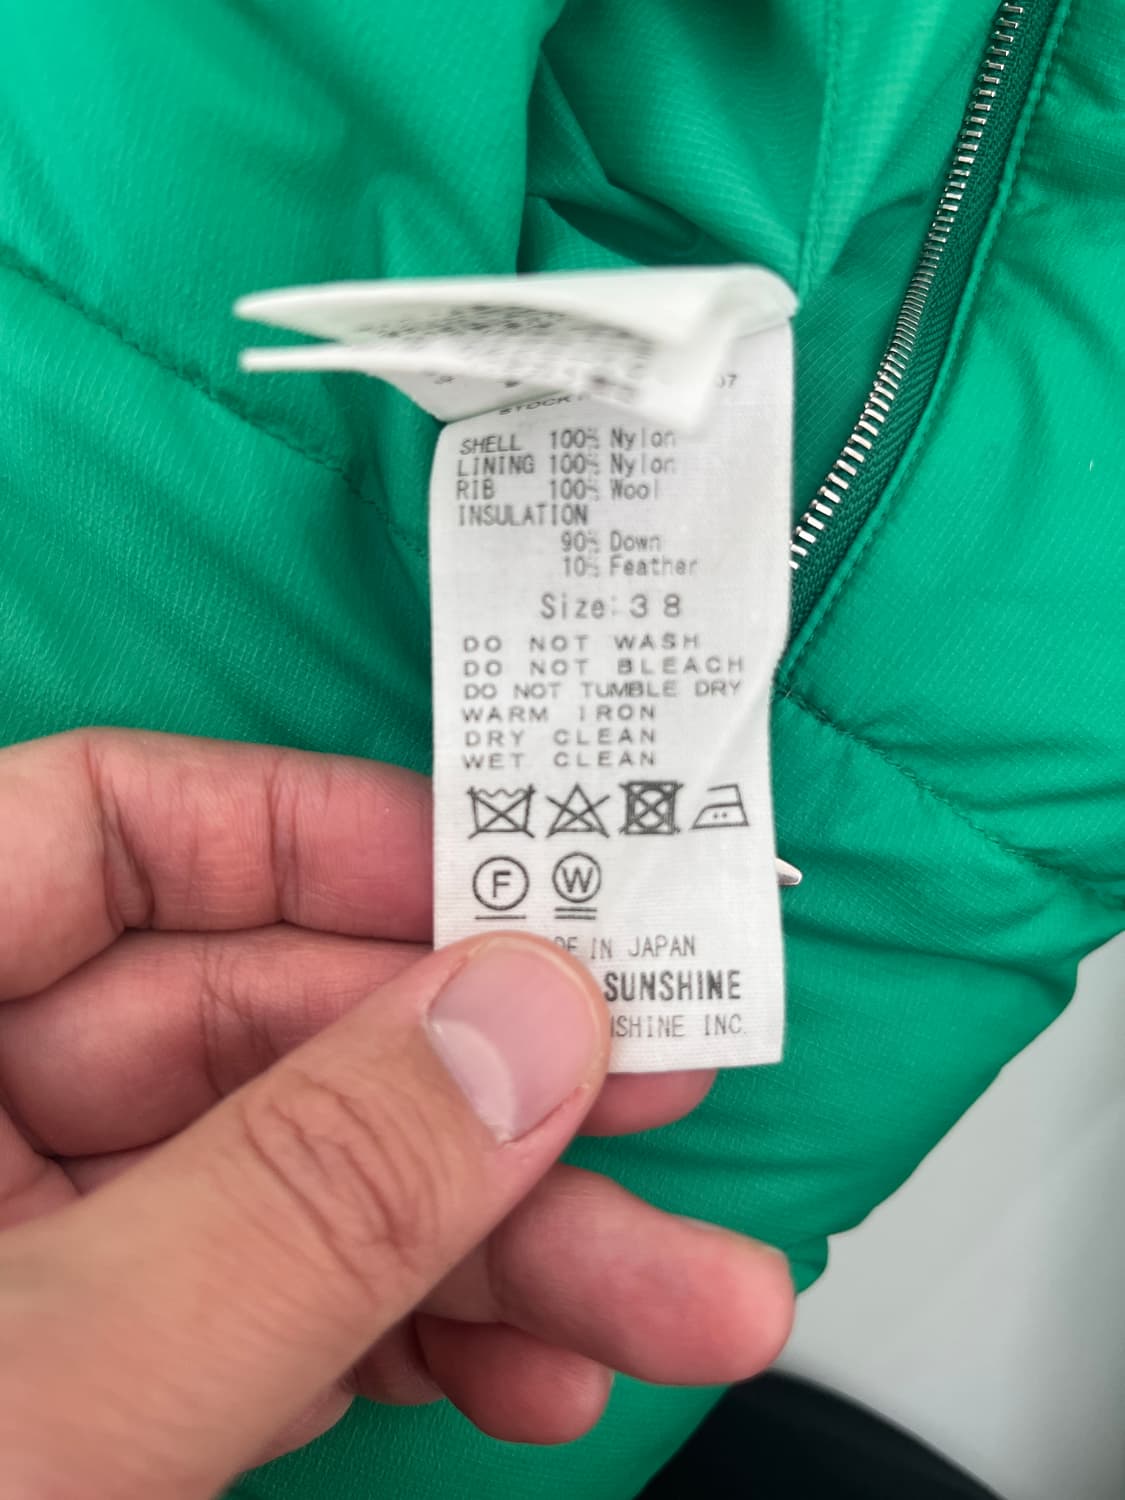 SHELL 100% Nylon
LINING 100% Nylon
RIB 100% Wool
INSULATION
90% Down
10% Feather
Size:38
DO NOT WASH
DO NOT BLEACH
DO NOT TUMBLE DRY
WARM IRON
DRY CLEAN
WET CLEAN
F W
IN JAPAN
SUNSHINE
INC.